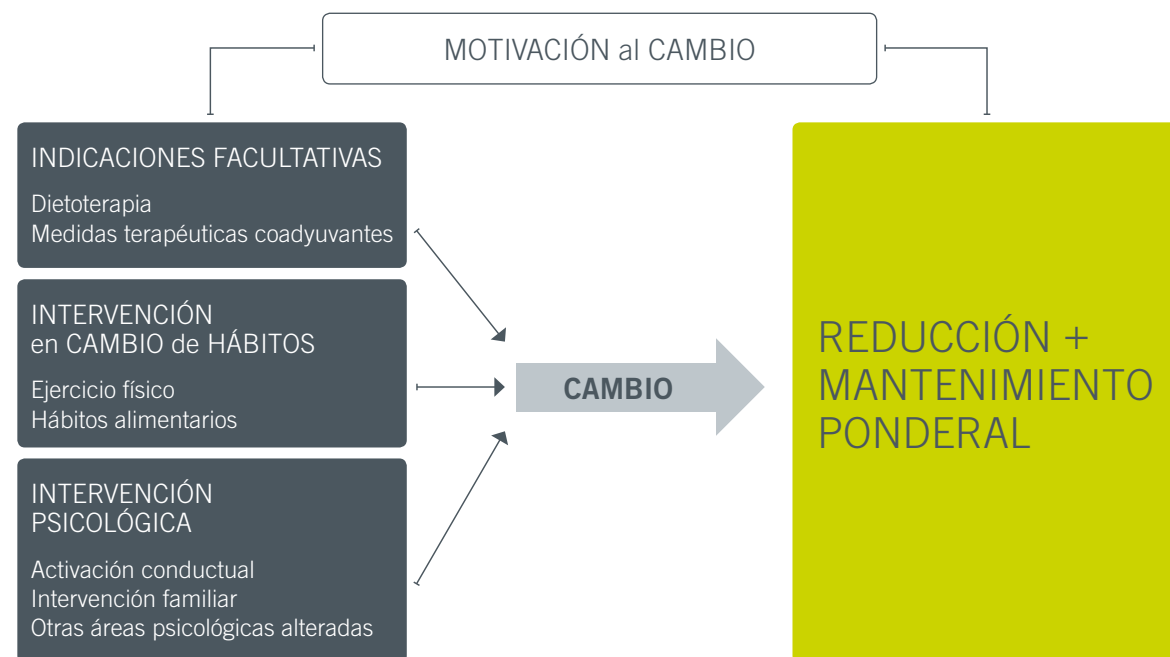 MOTIVACIÓN al CAMBIO
INDICACIONES FACULTATIVAS
Dietoterapia
Medidas terapéuticas coadyuvantes
INTERVENCIÓN
en CAMBIO de HÁBITOS
Ejercicio físico
Hábitos alimentarios
INTERVENCIÓN
PSICOLÓGICA
Activación conductual
Intervención familiar
Otras áreas psicológicas alteradas
CAMBIO
REDUCCIÓN +
MANTENIMIENTO
PONDERAL